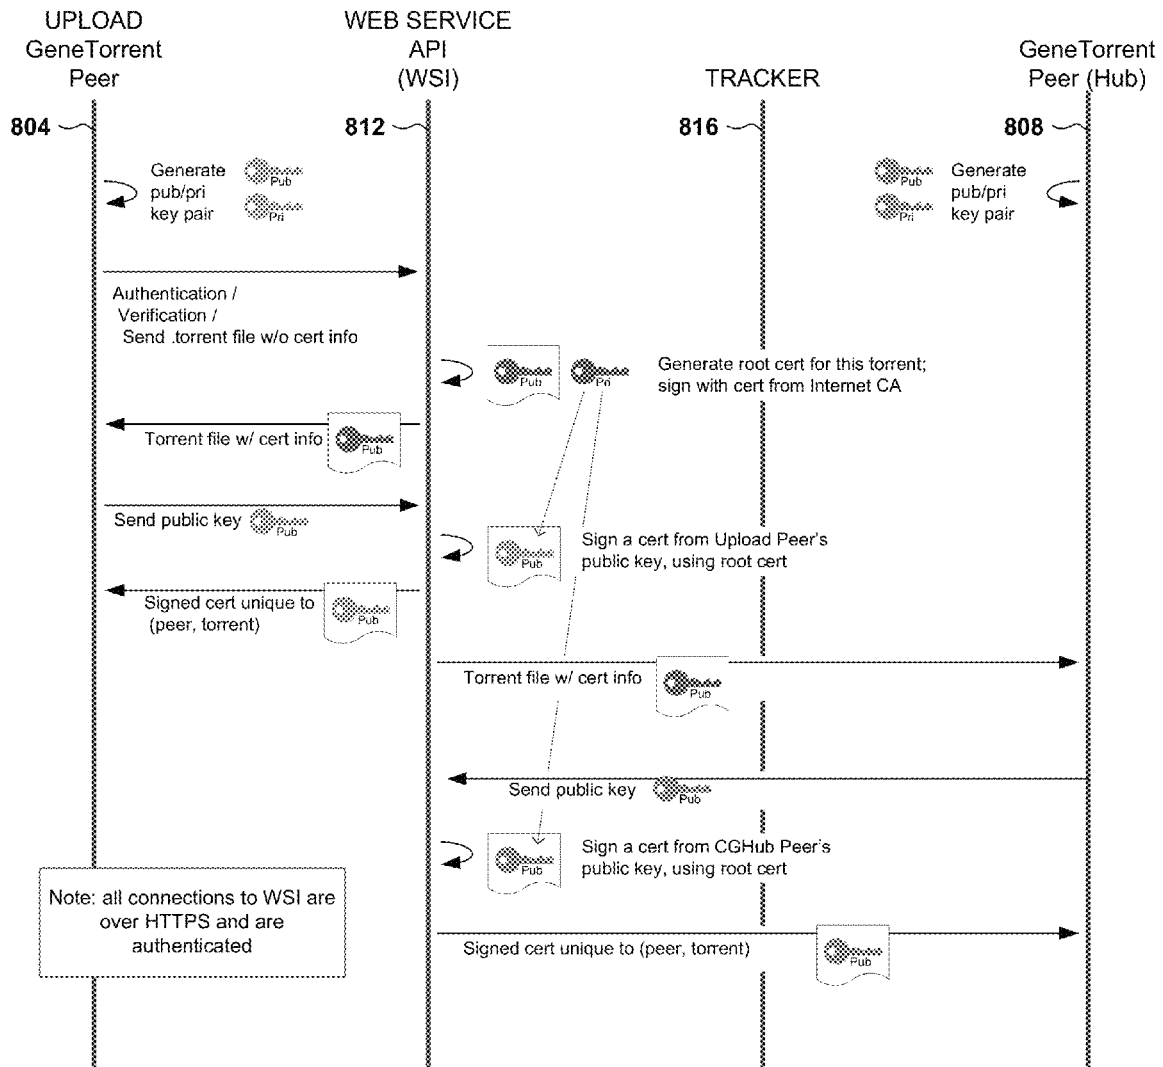 UPLOAD
GeneTorrent
Peer
WEB SERVICE
API
(WSI)
TRACKER
GeneTorrent
Peer (Hub)
804
812
816
808
Generate
pub/pri
key pair
Pub
Pri
Pub
Pri
Generate
pub/pri
key pair
Authentication /
Verification /
Send .torrent file w/o cert info
Pub
Pri
Generate root cert for this torrent;
sign with cert from Internet CA
Torrent file w/ cert info
Pub
Send public key
Pub
Pub
Sign a cert from Upload Peer's
public key, using root cert
Signed cert unique to
(peer, torrent)
Pub
Torrent file w/ cert info
Pub
Send public key
Pub
Pub
Sign a cert from CGHub Peer's
public key, using root cert
Note: all connections to WSI are
over HTTPS and are
authenticated
Signed cert unique to (peer, torrent)
Pub